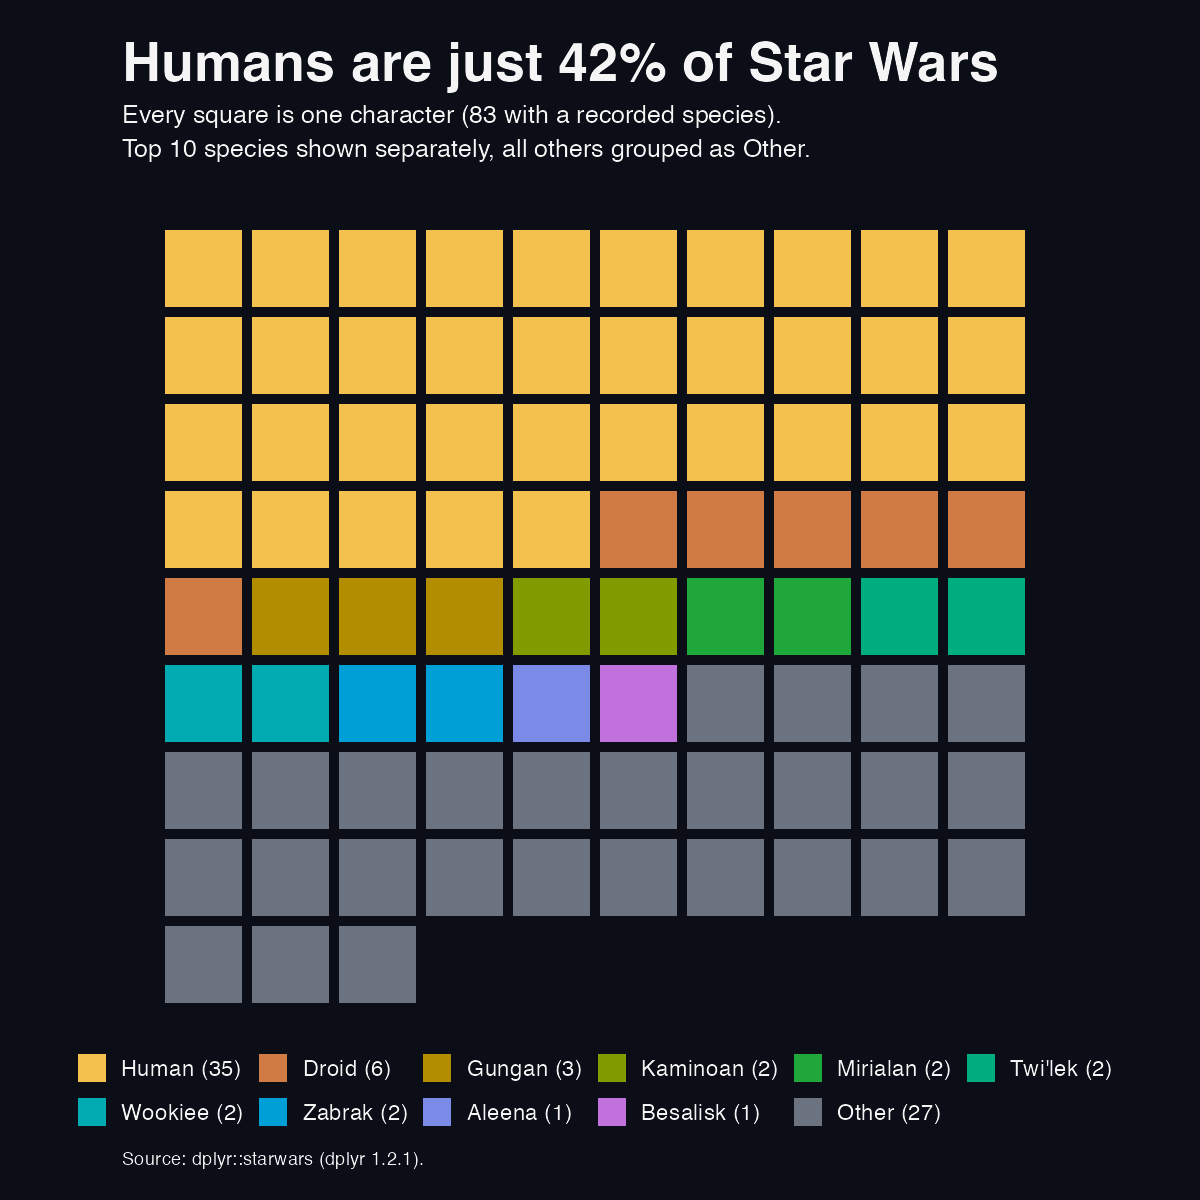 Humans are just 42% of Star Wars
Every square is one character (83 with a recorded species).
Top 10 species shown separately, all others grouped as Other.
Human (35) Droid (6) Gungan (3) Kaminoan (2) Mirialan (2) Twi'lek (2)
Wookiee (2) Zabrak (2) Aleena (1) Besalisk (1) Other (27)
Source: dplyr::starwars (dplyr 1.2.1).